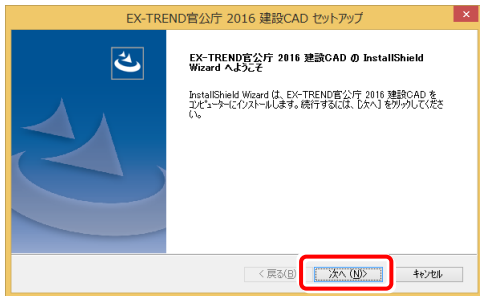 EX-TREND官公庁 2016 建設CAD セットアップ
EX-TREND官公庁 2016 建設CAD の InstallShield
Wizard へようこそ
InstallShield Wizard は、EX-TREND官公庁 2016 建設CAD を
コンピューターにインストールします。続行するには、[次へ] をクリックしてくださ
い。
< 戻る(B)
次へ (N)>
キャンセル